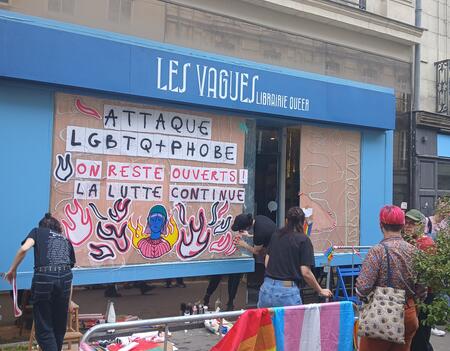 LES VAGUES LIBRAIRIE QUEER
ATTAQUE
LGBTQ+PHOBE
ON RESTE OUVERTS !
LA LUTTE CONTINUE